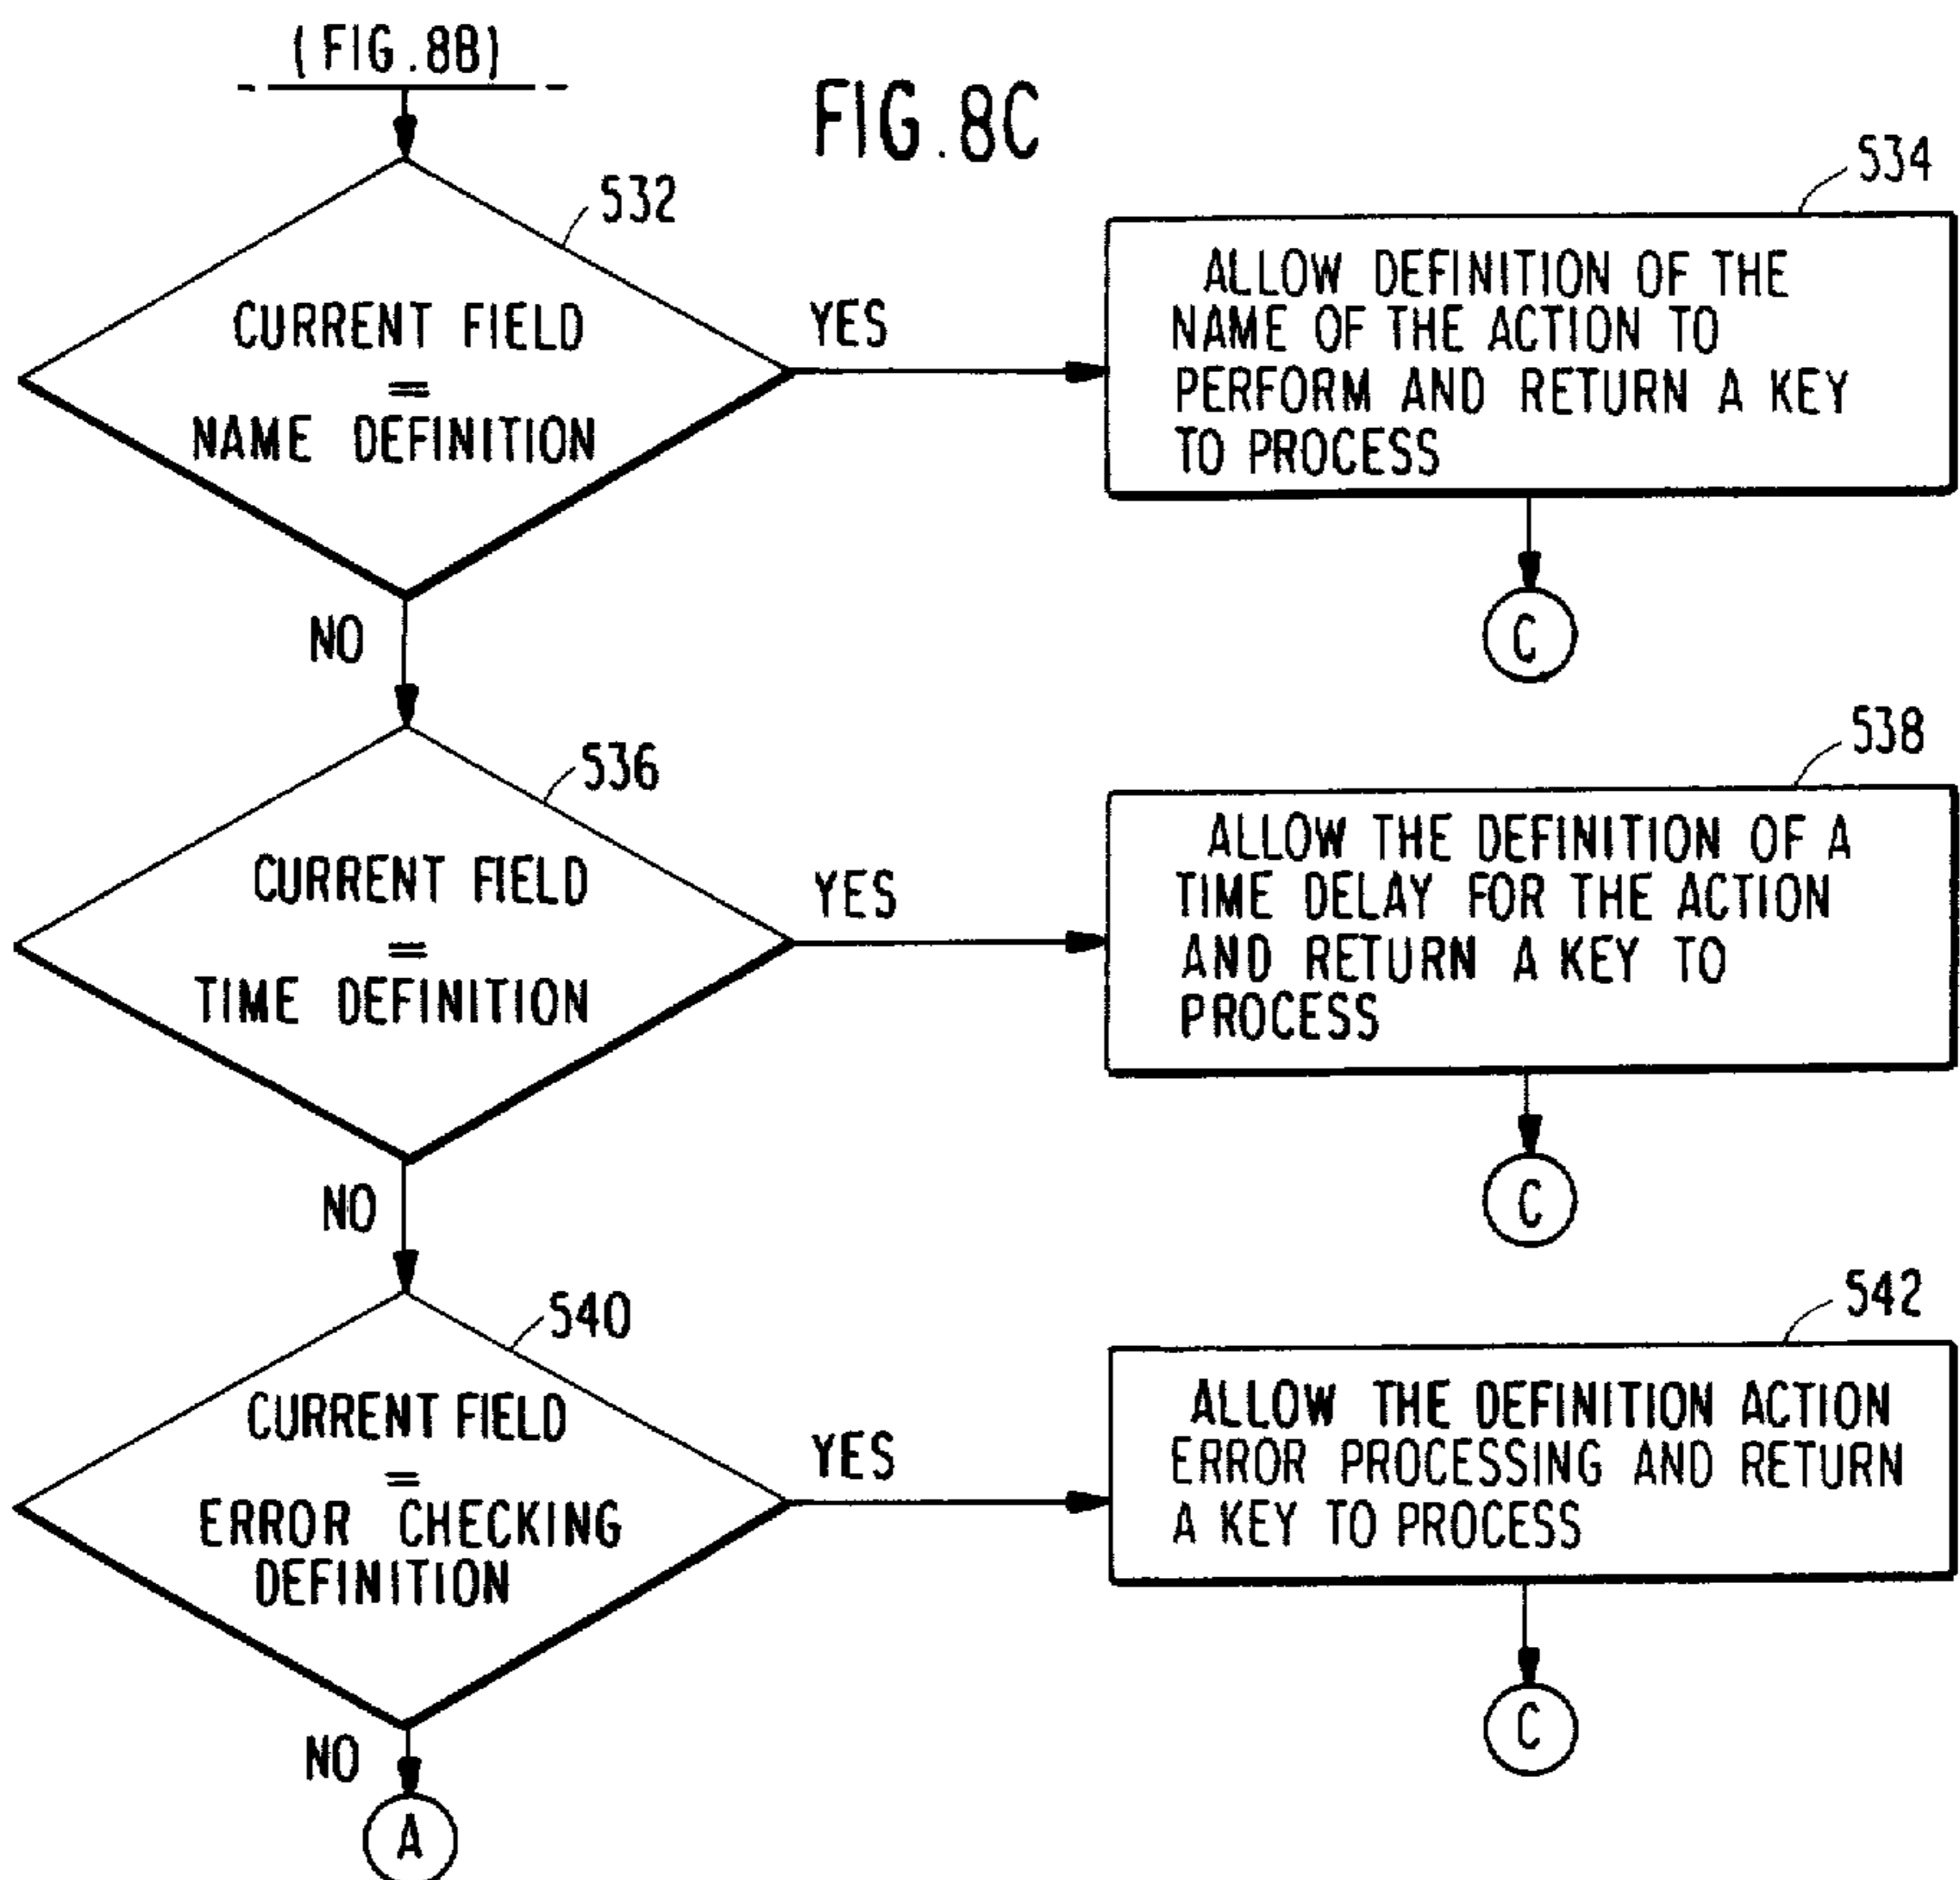 (FIG.8B)
FIG.8C
532
CURRENT FIELD
=
NAME DEFINITION
YES
NO
534
ALLOW DEFINITION OF THE
NAME OF THE ACTION TO
PERFORM AND RETURN A KEY
TO PROCESS
C
536
CURRENT FIELD
=
TIME DEFINITION
YES
NO
538
ALLOW THE DEFINITION OF A
TIME DELAY FOR THE ACTION
AND RETURN A KEY TO
PROCESS
C
540
CURRENT FIELD
=
ERROR CHECKING
DEFINITION
YES
NO
A
542
ALLOW THE DEFINITION ACTION
ERROR PROCESSING AND RETURN
A KEY TO PROCESS
C